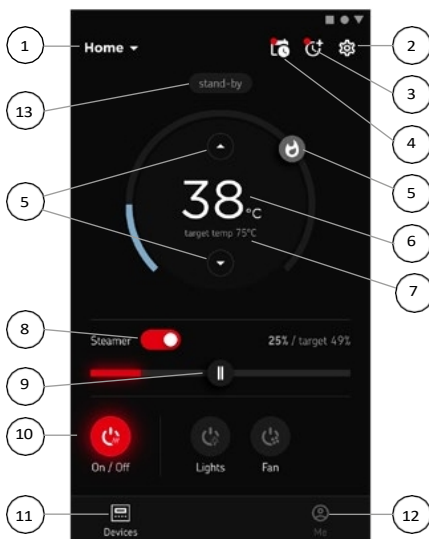 1
Home
2
3
13
stand-by
4
5
5
38°C
6
target temp 75°C
7
8
Steamer
25% / target 49%
9
10
On / Off
Lights
Fan
11
Devices
12
Me